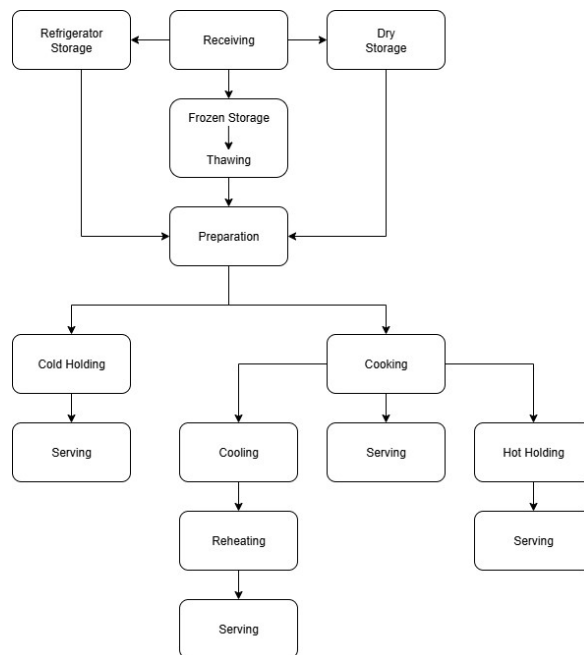 Refrigerator
Storage
Receiving
Dry
Storage
Frozen Storage
Thawing
Preparation
Cold Holding
Cooking
Serving
Cooling
Serving
Hot Holding
Reheating
Serving
Serving